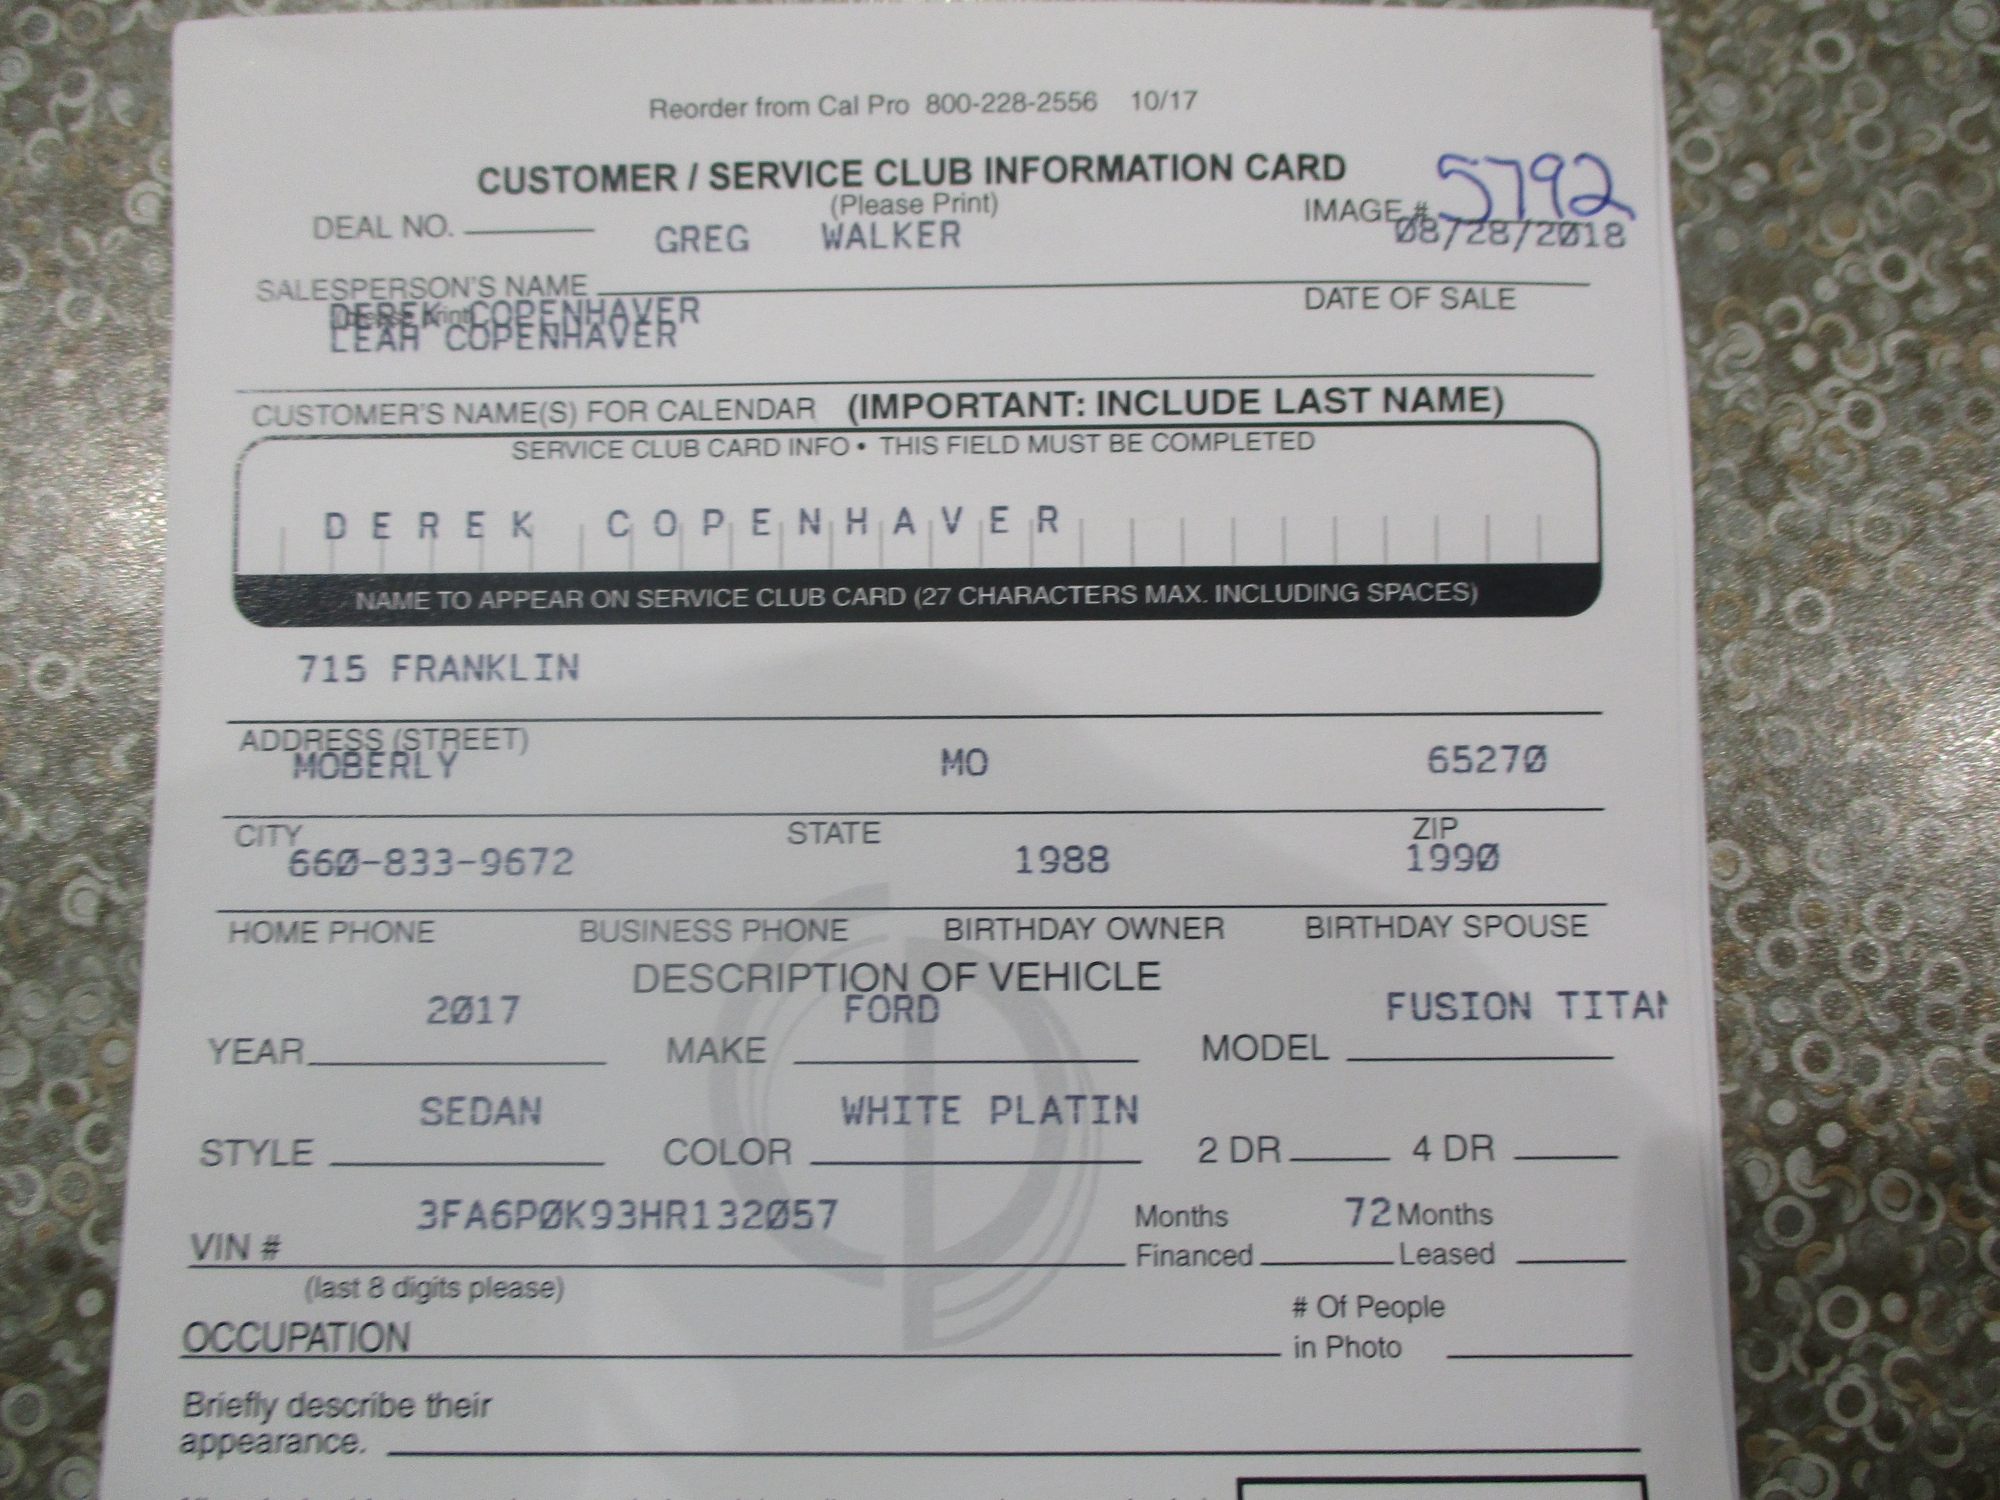 Reorder from Cal Pro 800-228-2556 10/17
CUSTOMER / SERVICE CLUB INFORMATION CARD
(Please Print)
5792
DEAL NO.
GREG WALKER
IMAGE #
08/28/2018
SALESPERSON'S NAME
DATE OF SALE
DEREK COPENHAVER
LEAH COPENHAVER
CUSTOMER'S NAME(S) FOR CALENDAR (IMPORTANT: INCLUDE LAST NAME)
SERVICE CLUB CARD INFO • THIS FIELD MUST BE COMPLETED
DEREK COPENHAVER
NAME TO APPEAR ON SERVICE CLUB CARD (27 CHARACTERS MAX. INCLUDING SPACES)
715 FRANKLIN
ADDRESS (STREET)
MOBERLY MO 65270
CITY STATE ZIP
660-833-9672 1988 1990
HOME PHONE BUSINESS PHONE BIRTHDAY OWNER BIRTHDAY SPOUSE
DESCRIPTION OF VEHICLE
2017 FORD FUSION TITAN
YEAR MAKE MODEL
SEDAN WHITE PLATIN
STYLE COLOR 2 DR 4 DR
3FA6P0K93HR132057 Months 72 Months
VIN # Financed Leased
(last 8 digits please)
# Of People
OCCUPATION in Photo
Briefly describe their
appearance.